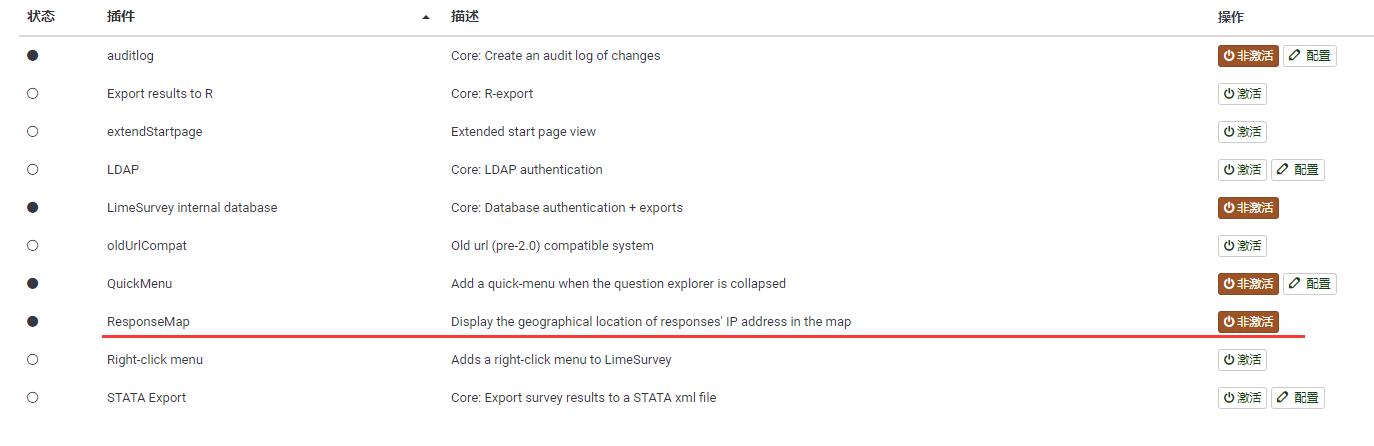 状态 插件 描述 操作
auditlog Core: Create an audit log of changes 非激活 配置
Export results to R Core: R-export 激活
extendStartpage Extended start page view 激活
LDAP Core: LDAP authentication 激活 配置
LimeSurvey internal database Core: Database authentication + exports 非激活
oldUrlCompat Old url (pre-2.0) compatible system 激活
QuickMenu Add a quick-menu when the question explorer is collapsed 非激活 配置
ResponseMap Display the geographical location of responses' IP address in the map 非激活
Right-click menu Adds a right-click menu to LimeSurvey 激活
STATA Export Core: Export survey results to a STATA xml file 激活 配置